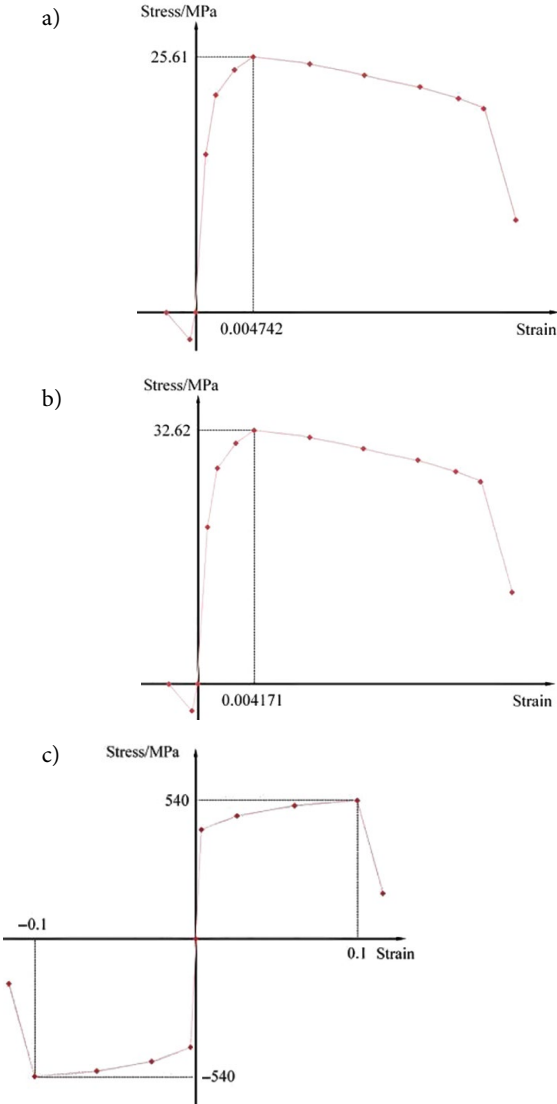 a)
Stress/MPa
25.61
0.004742
Strain
b)
Stress/MPa
32.62
0.004171
Strain
c)
Stress/MPa
540
−0.1
0.1 Strain
−540